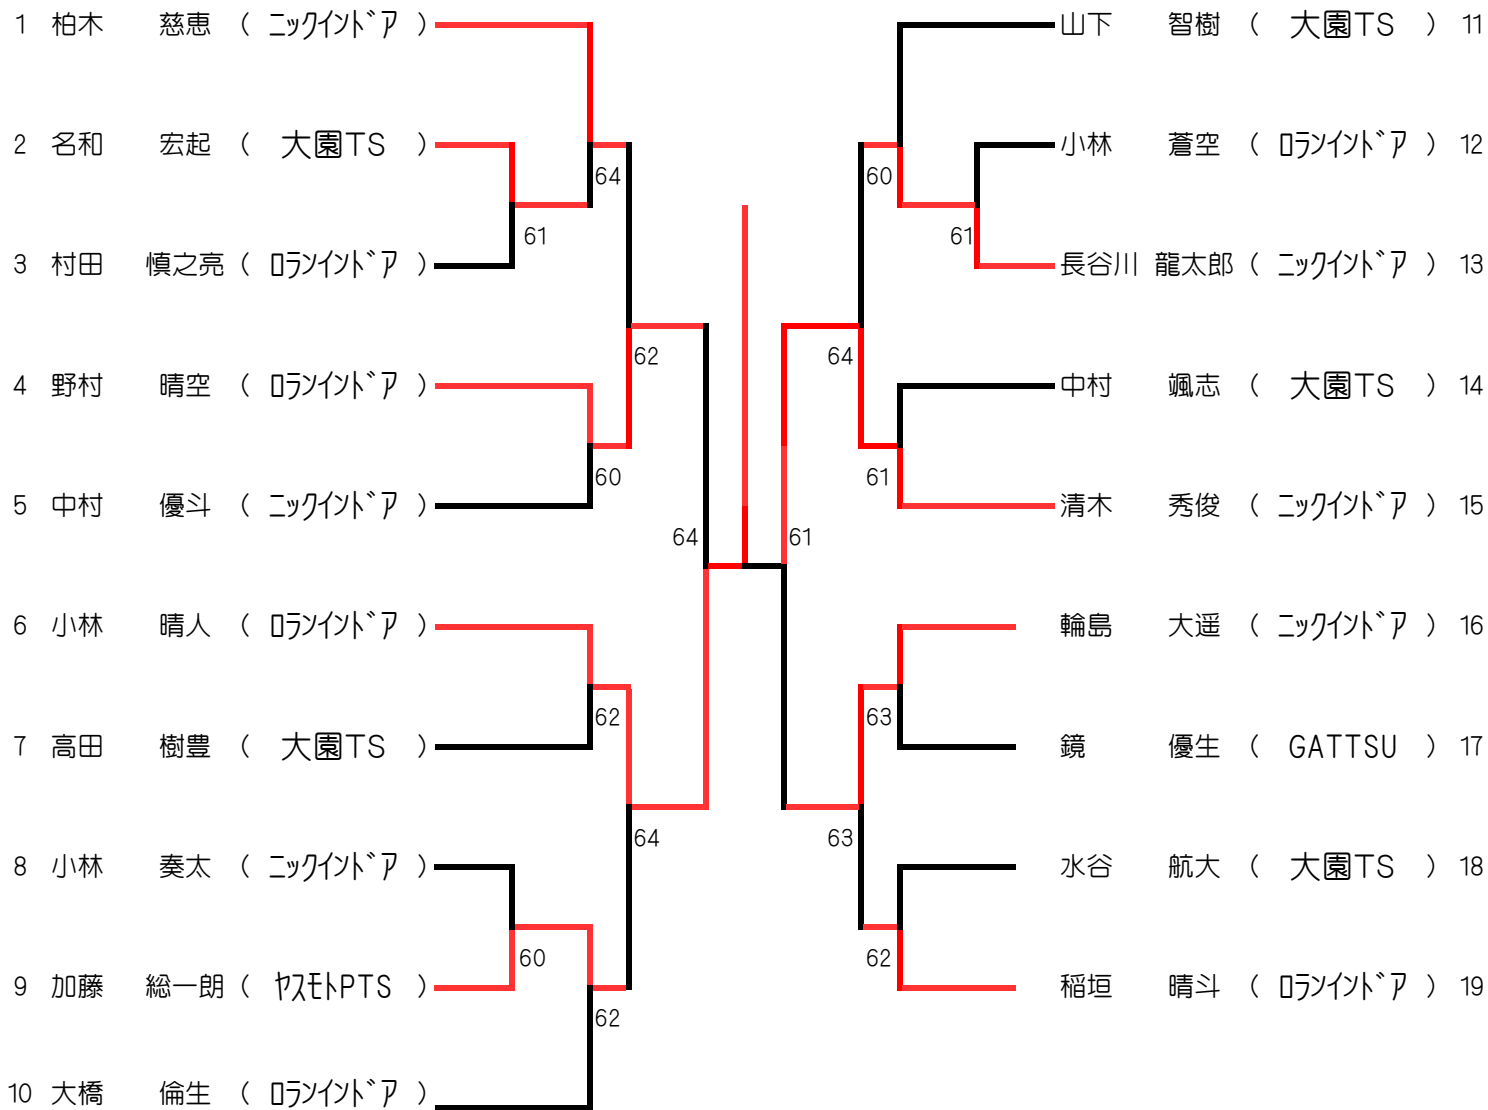 1 柏木 慈恵 ( ニックインドア )
2 名和 宏起 ( 大園TS )
3 村田 慎之亮 ( ロランインドア )
4 野村 晴空 ( ロランインドア )
5 中村 優斗 ( ニックインドア )
6 小林 晴人 ( ロランインドア )
7 高田 樹豊 ( 大園TS )
8 小林 奏太 ( ニックインドア )
9 加藤 総一朗 ( ヤスモトPTS )
10 大橋 倫生 ( ロランインドア )
64
61
62
60
64
62
64
60
62
60
61
64
61
61
63
63
62
山下 智樹 ( 大園TS ) 11
小林 蒼空 ( ロランインドア ) 12
長谷川 龍太郎 ( ニックインドア ) 13
中村 颯志 ( 大園TS ) 14
清木 秀俊 ( ニックインドア ) 15
輪島 大遥 ( ニックインドア ) 16
鏡 優生 ( GATTSU ) 17
水谷 航大 ( 大園TS ) 18
稲垣 晴斗 ( ロランインドア ) 19